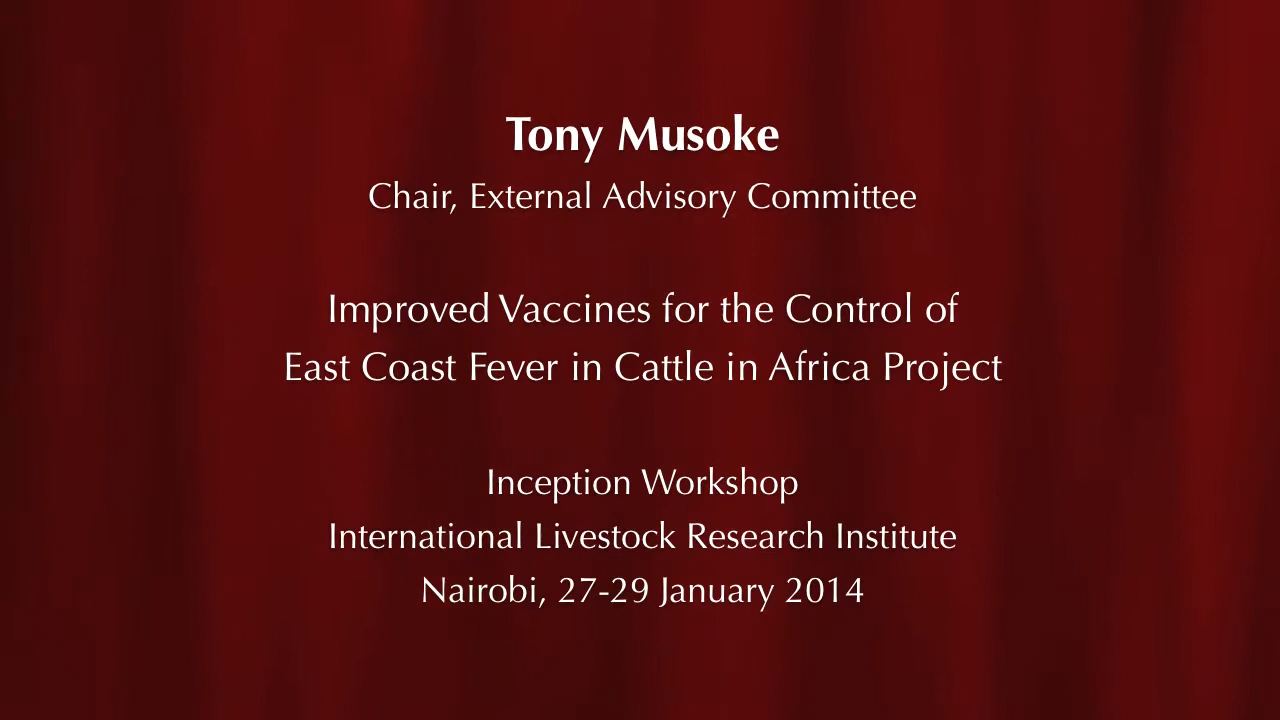 Tony Musoke
Chair, External Advisory Committee
Improved Vaccines for the Control of
East Coast Fever in Cattle in Africa Project
Inception Workshop
International Livestock Research Institute
Nairobi, 27-29 January 2014